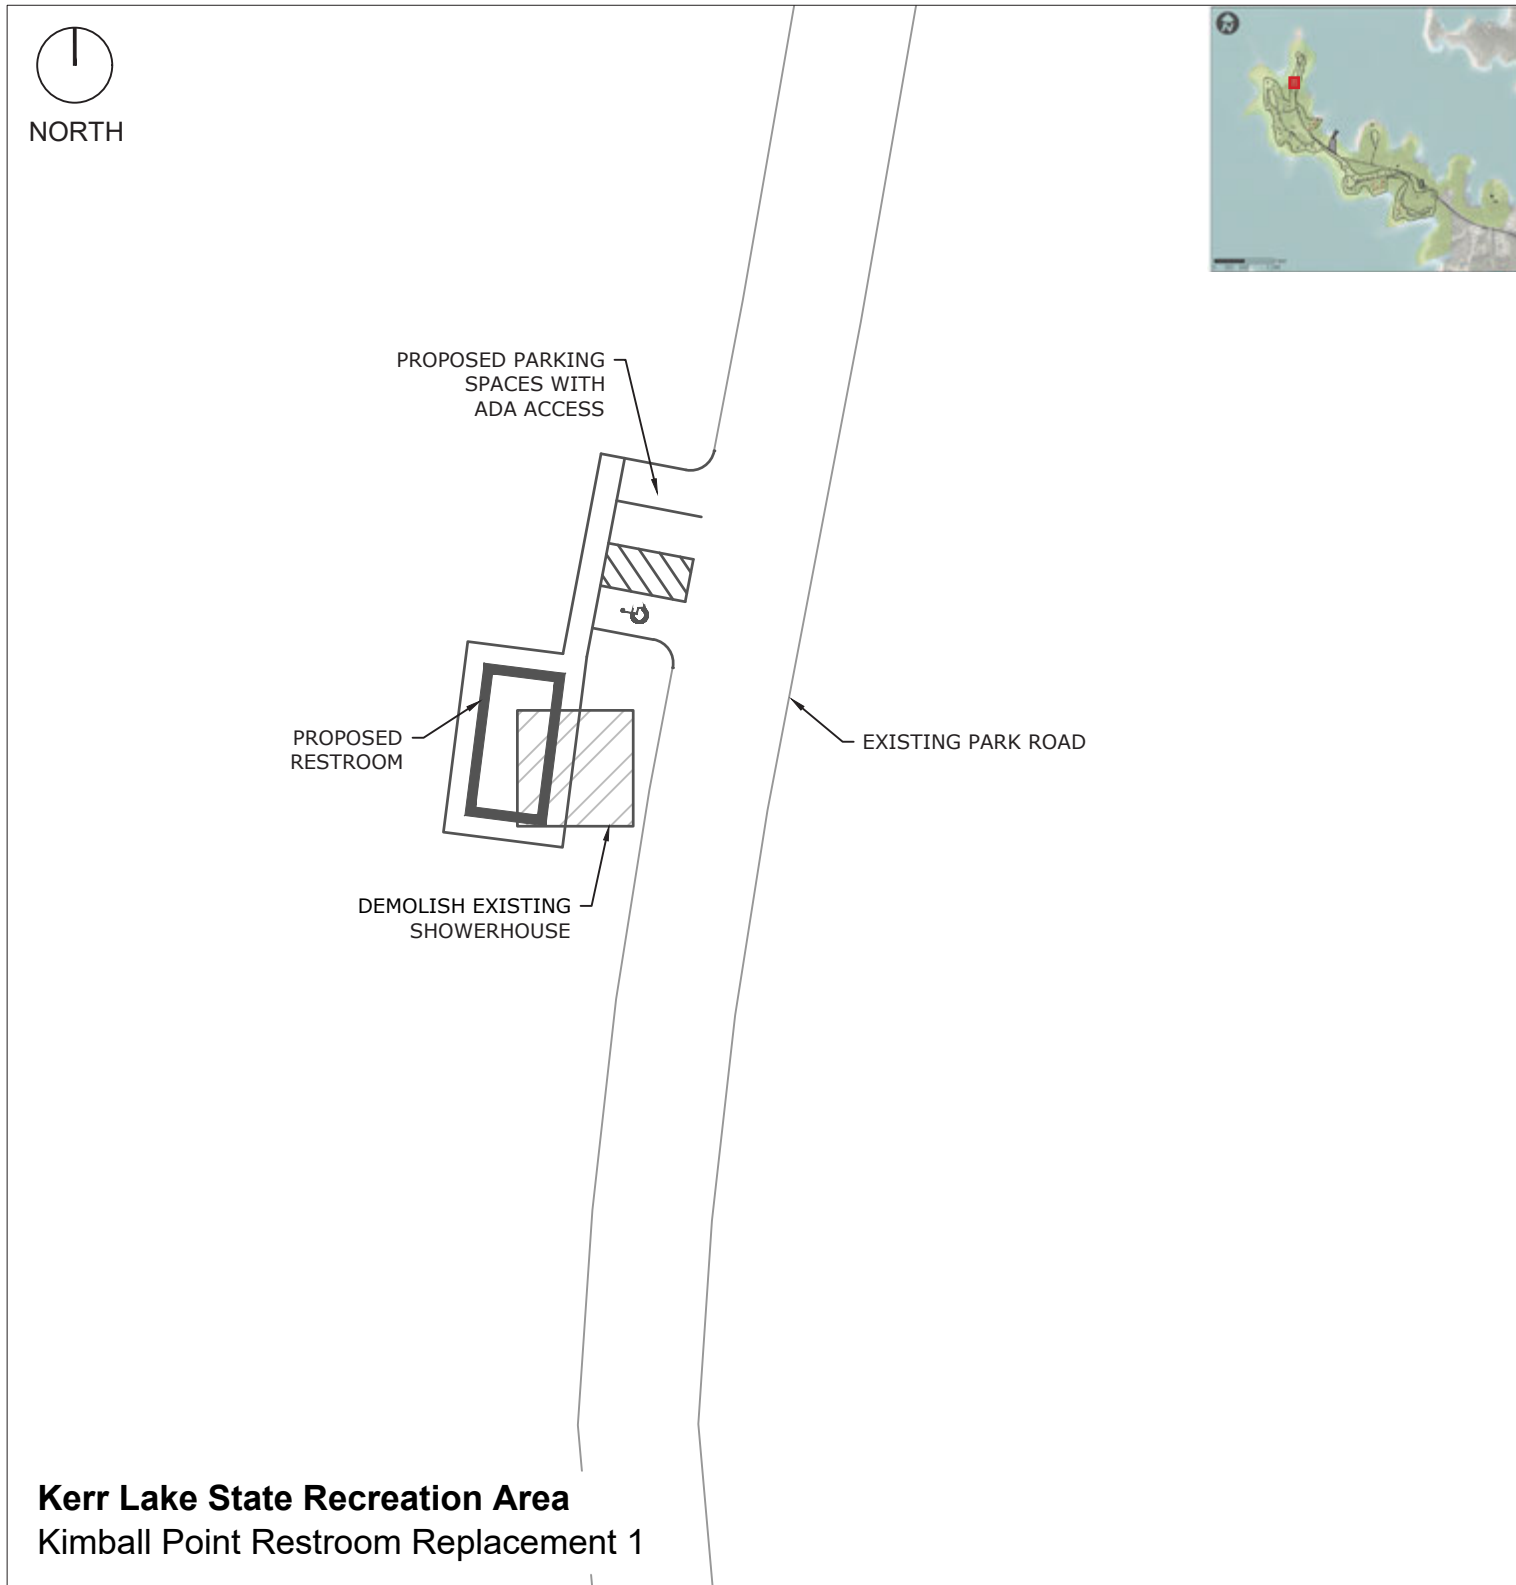 NORTH
PROPOSED PARKING
SPACES WITH
ADA ACCESS
PROPOSED
RESTROOM
EXISTING PARK ROAD
DEMOLISH EXISTING
SHOWERHOUSE
Kerr Lake State Recreation Area
Kimball Point Restroom Replacement 1